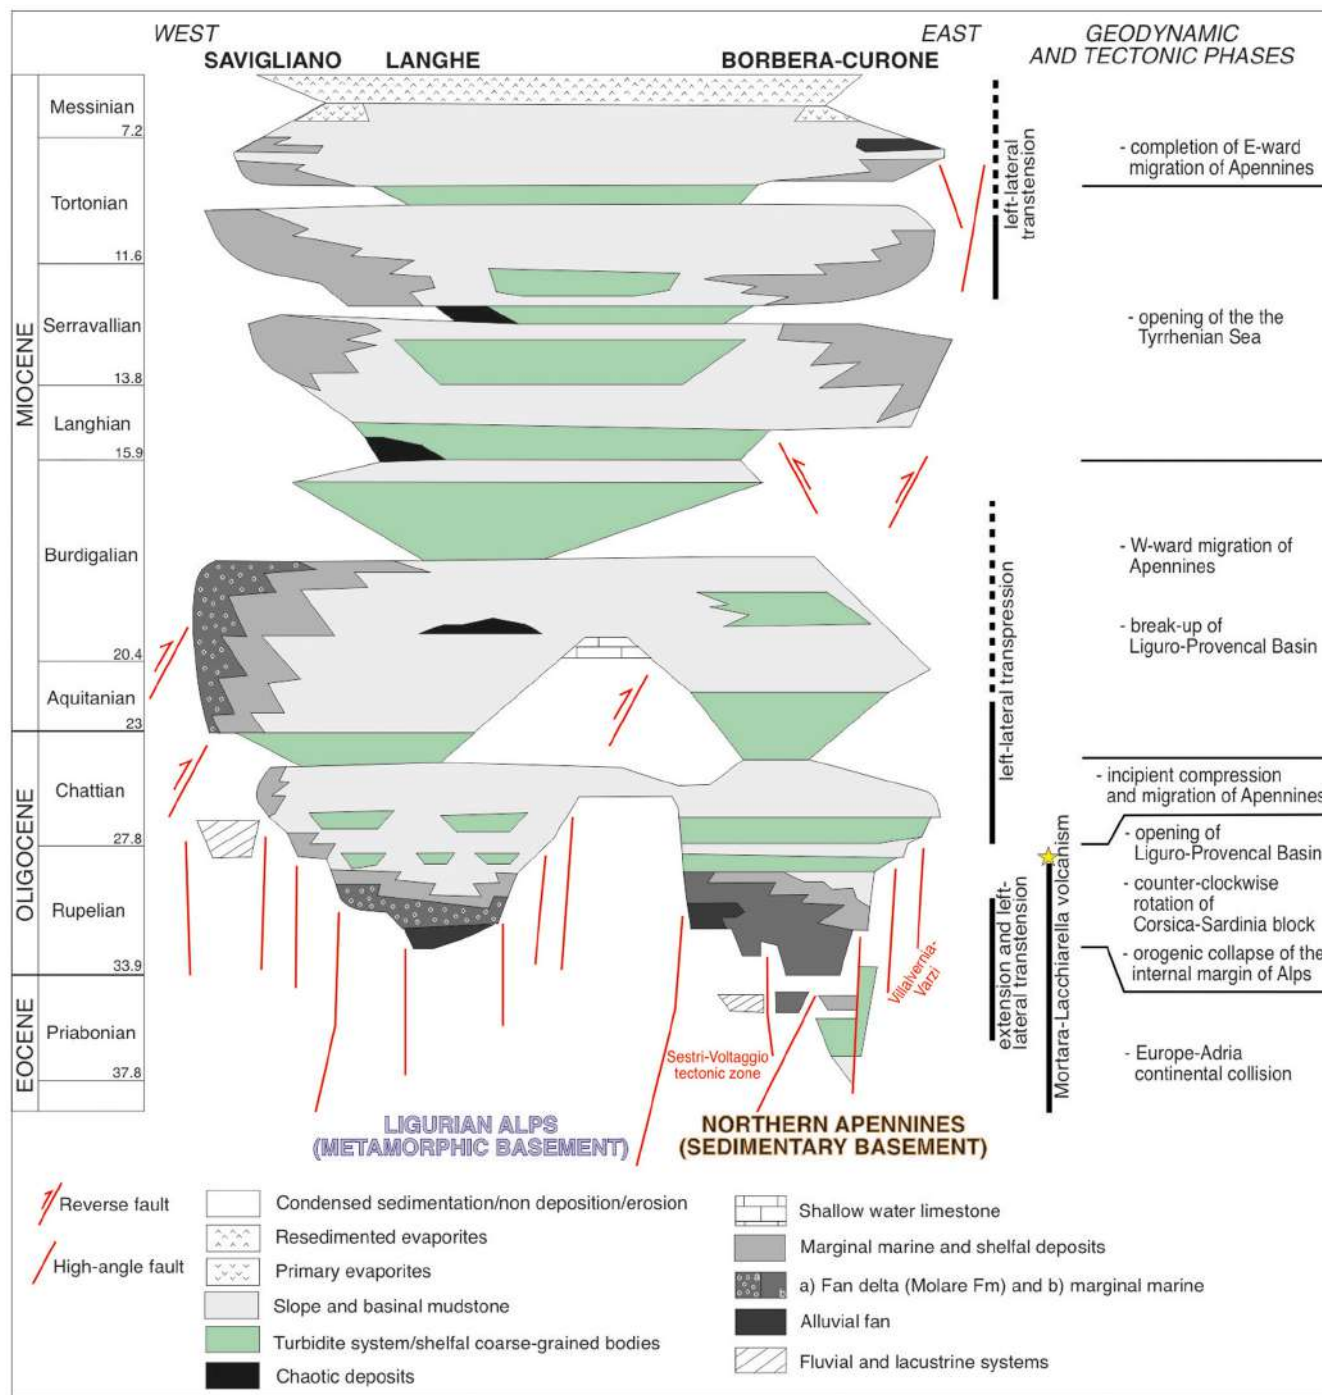 WEST
EAST
GEODYNAMIC
AND TECTONIC PHASES
SAVIGLIANO
LANGHE
BORBERA-CURONE
MIOCENE
Messinian
7.2
Tortonian
11.6
Serravallian
13.8
Langhian
15.9
Burdigalian
20.4
Aquitanian
23
OLIGOCENE
Chattian
27.8
Rupelian
33.9
EOCENE
Priabonian
37.8
left-lateral
transtension
left-lateral transpression
extension and left-
lateral transtension
Mortara-Lacchiarella volcanism
- completion of E-ward
migration of Apennines
- opening of the the
Tyrrhenian Sea
- W-ward migration of
Apennines
- break-up of
Liguro-Provencal Basin
- incipient compression
and migration of Apennines
- opening of
Liguro-Provencal Basin
- counter-clockwise
rotation of
Corsica-Sardinia block
- orogenic collapse of the
internal margin of Alps
- Europe-Adria
continental collision
Villalvernia-
Varzi
Sestri-Voltaggio
tectonic zone
LIGURIAN ALPS
(METAMORPHIC BASEMENT)
NORTHERN APENNINES
(SEDIMENTARY BASEMENT)
Reverse fault
High-angle fault
Condensed sedimentation/non deposition/erosion
Resedimented evaporites
Primary evaporites
Slope and basinal mudstone
Turbidite system/shelfal coarse-grained bodies
Chaotic deposits
Shallow water limestone
Marginal marine and shelfal deposits
a
b
a) Fan delta (Molare Fm) and b) marginal marine
Alluvial fan
Fluvial and lacustrine systems